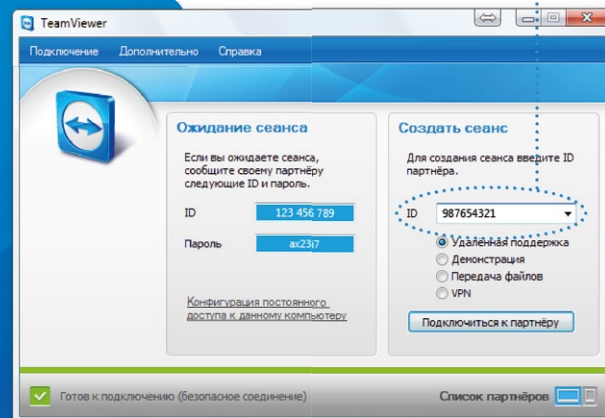 TeamViewer
Подключение Дополнительно Справка
Ожидание сеанса
Если вы ожидаете сеанса,
сообщите своему партнёру
следующие ID и пароль.
ID 123 456 789
Пароль ax23i7
Конфигурация постоянного
доступа к данному компьютеру
Создать сеанс
Для создания сеанса введите ID
партнёра.
ID 987654321
Удаленная поддержка
Демонстрация
Передача файлов
VPN
Подключиться к партнёру
Готов к подключению (безопасное соединение)
Список партнёров